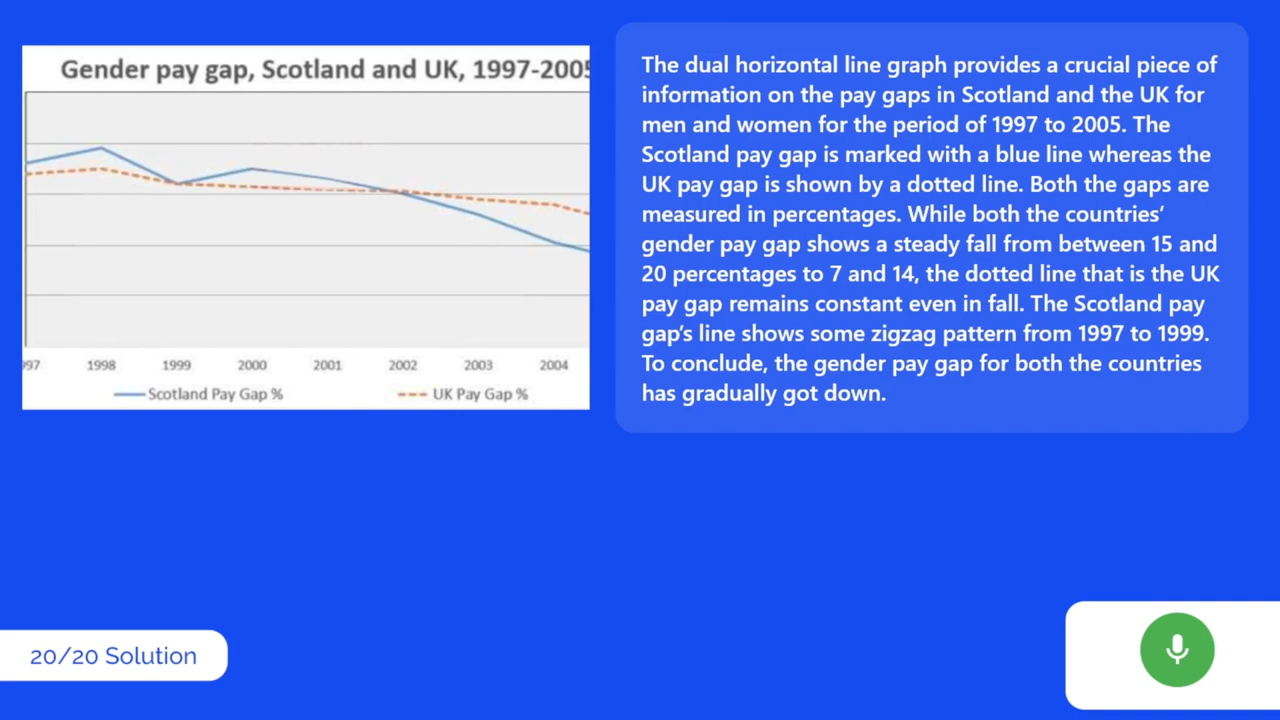 Gender pay gap, Scotland and UK, 1997-2005
97 1998 1999 2000 2001 2002 2003 2004
Scotland Pay Gap % UK Pay Gap %
The dual horizontal line graph provides a crucial piece of
information on the pay gaps in Scotland and the UK for
men and women for the period of 1997 to 2005. The
Scotland pay gap is marked with a blue line whereas the
UK pay gap is shown by a dotted line. Both the gaps are
measured in percentages. While both the countries’
gender pay gap shows a steady fall from between 15 and
20 percentages to 7 and 14, the dotted line that is the UK
pay gap remains constant even in fall. The Scotland pay
gap’s line shows some zigzag pattern from 1997 to 1999.
To conclude, the gender pay gap for both the countries
has gradually got down.
20/20 Solution